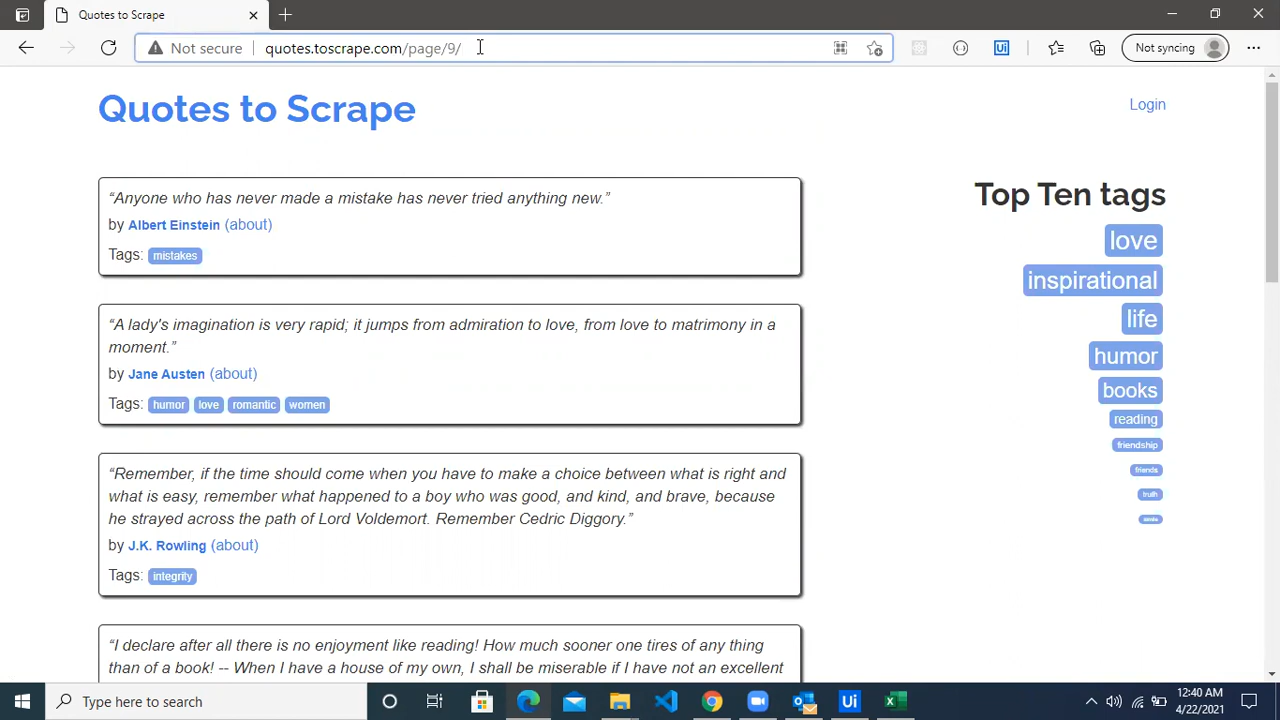 Quotes to Scrape
Not secure
quotes.toscrape.com/page/9/
Not syncing
Quotes to Scrape
Login
“Anyone who has never made a mistake has never tried anything new.”
by Albert Einstein (about)
Tags: mistakes
“A lady's imagination is very rapid; it jumps from admiration to love, from love to matrimony in a
moment.”
by Jane Austen (about)
Tags: humor love romantic women
“Remember, if the time should come when you have to make a choice between what is right and
what is easy, remember what happened to a boy who was good, and kind, and brave, because
he strayed across the path of Lord Voldemort. Remember Cedric Diggory.”
by J.K. Rowling (about)
Tags: integrity
“I declare after all there is no enjoyment like reading! How much sooner one tires of any thing
than of a book! -- When I have a house of my own, I shall be miserable if I have not an excellent
Top Ten tags
love
inspirational
life
humor
books
reading
friendship
friends
truth
simile
Type here to search
Ui
Ui
12:40 AM
4/22/2021